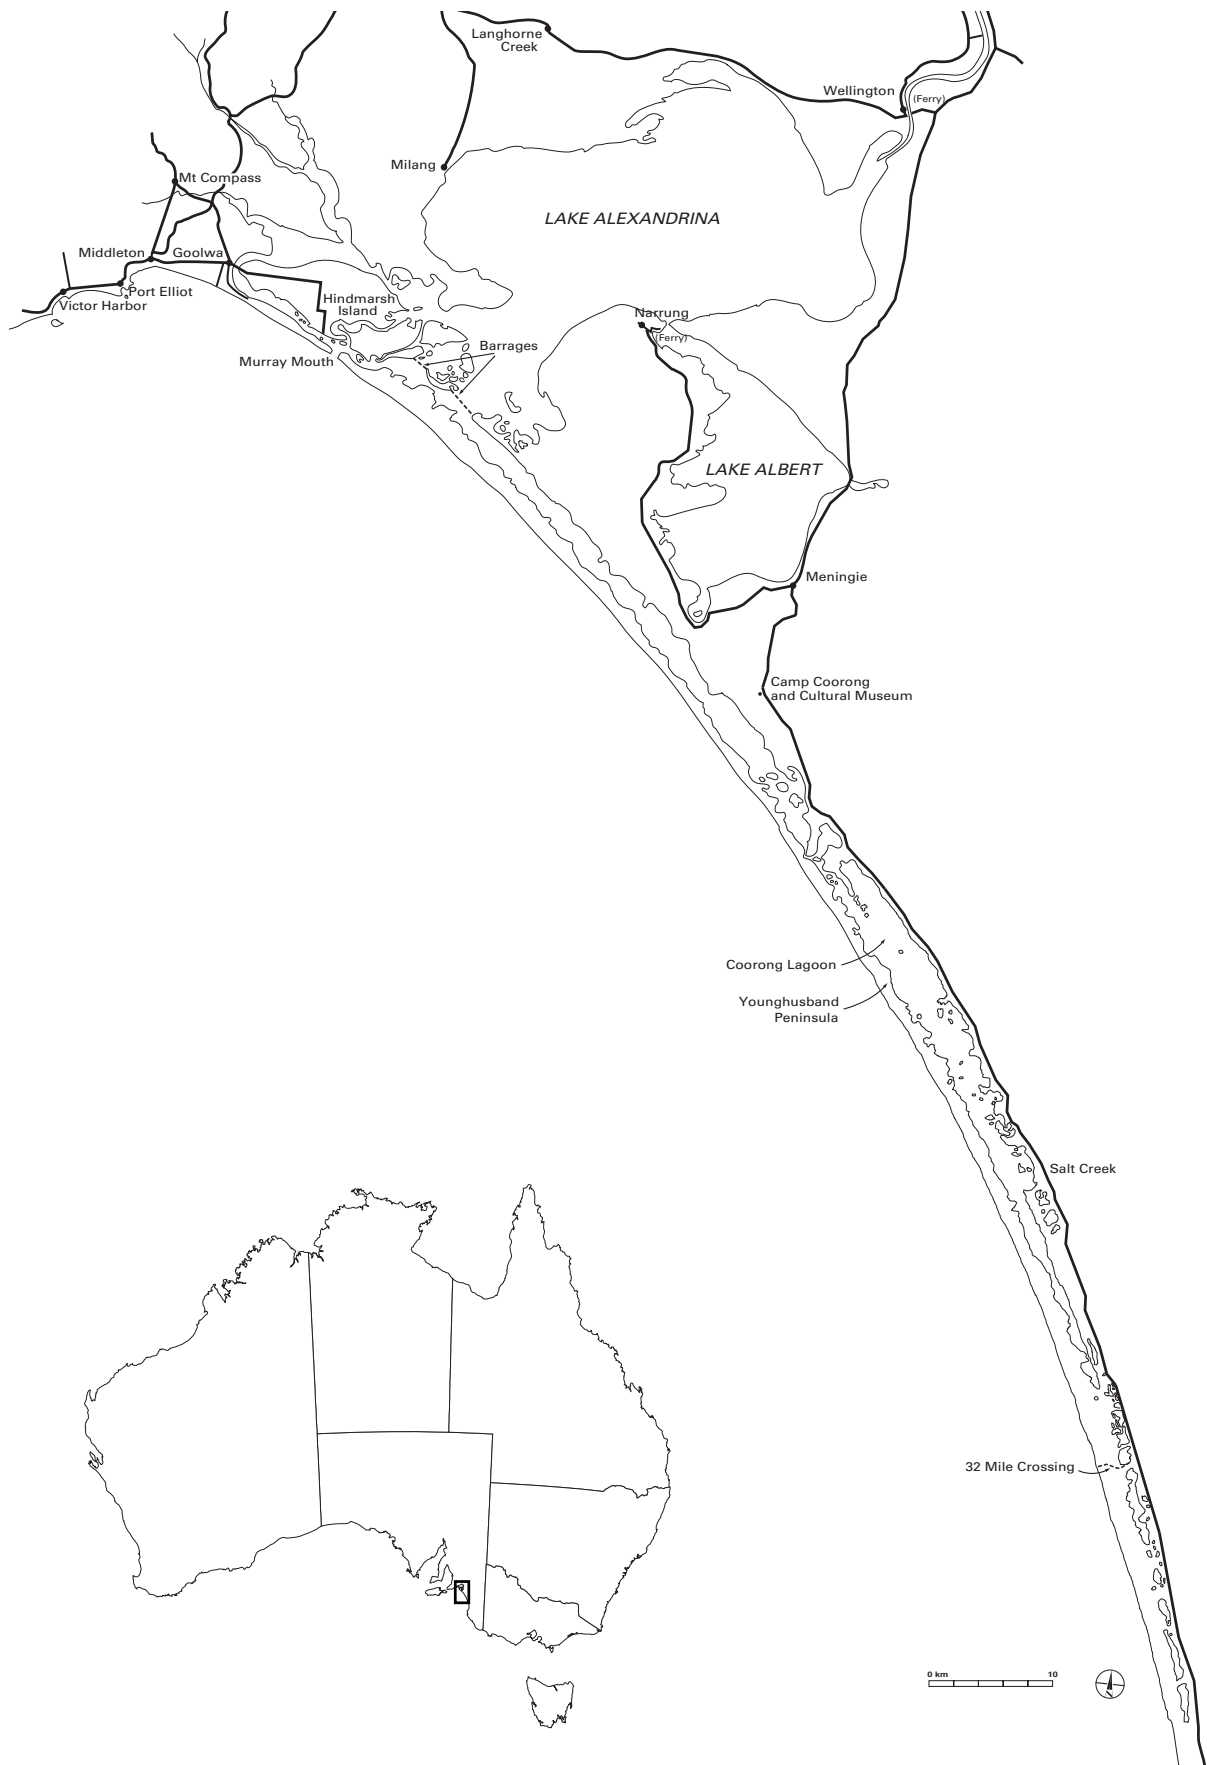 Langhorne
Creek
Wellington
(Ferry)
Milang
Mt Compass
LAKE ALEXANDRINA
Middleton
Goolwa
Port Elliot
Victor Harbor
Hindmarsh
Island
Narrung
(Ferry)
Barrages
Murray Mouth
LAKE ALBERT
Meningie
Camp Coorong
and Cultural Museum
Coorong Lagoon
Younghusband
Peninsula
Salt Creek
32 Mile Crossing
0 km 10
N